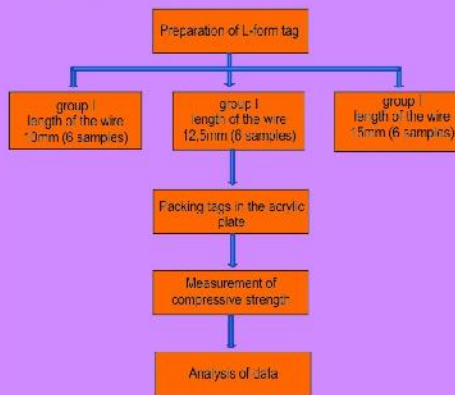 Preparation of L-form tag
group I
length of the wire
10mm (6 samples)
group I
length of the wire
12,5mm (6 samples)
group I
length of the wire
15mm (6 samples)
Packing tags in the acrylic
plate
Measurement of
compressive strength
Analysis of data